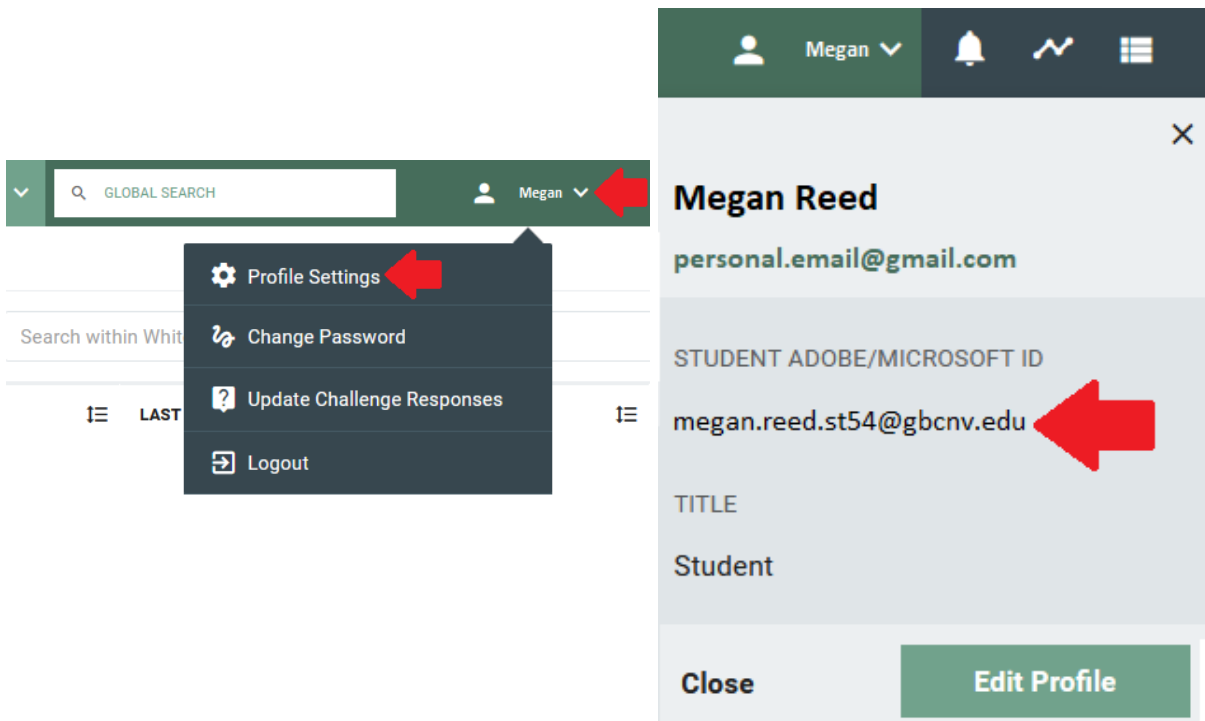 GLOBAL SEARCH
Megan
Profile Settings
Search within Whit
Change Password
LAST
Update Challenge Responses
Logout
Megan
Megan Reed
personal.email@gmail.com
STUDENT ADOBE/MICROSOFT ID
megan.reed.st54@gbcnv.edu
TITLE
Student
Close
Edit Profile